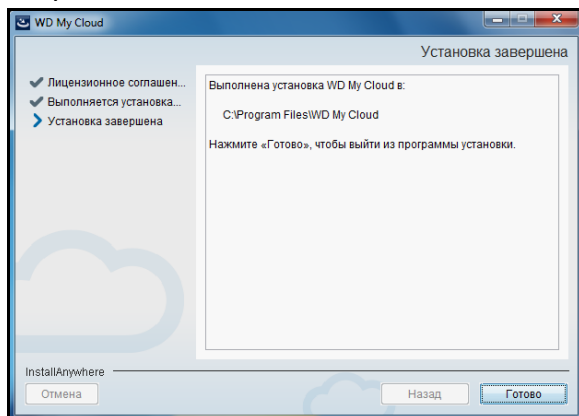 WD My Cloud
Установка завершена
Лицензионное соглашен...
Выполняется установка...
Установка завершена
Выполнена установка WD My Cloud в:
C:\Program Files\WD My Cloud
Нажмите «Готово», чтобы выйти из программы установки.
InstallAnywhere
Отмена
Назад
Готово